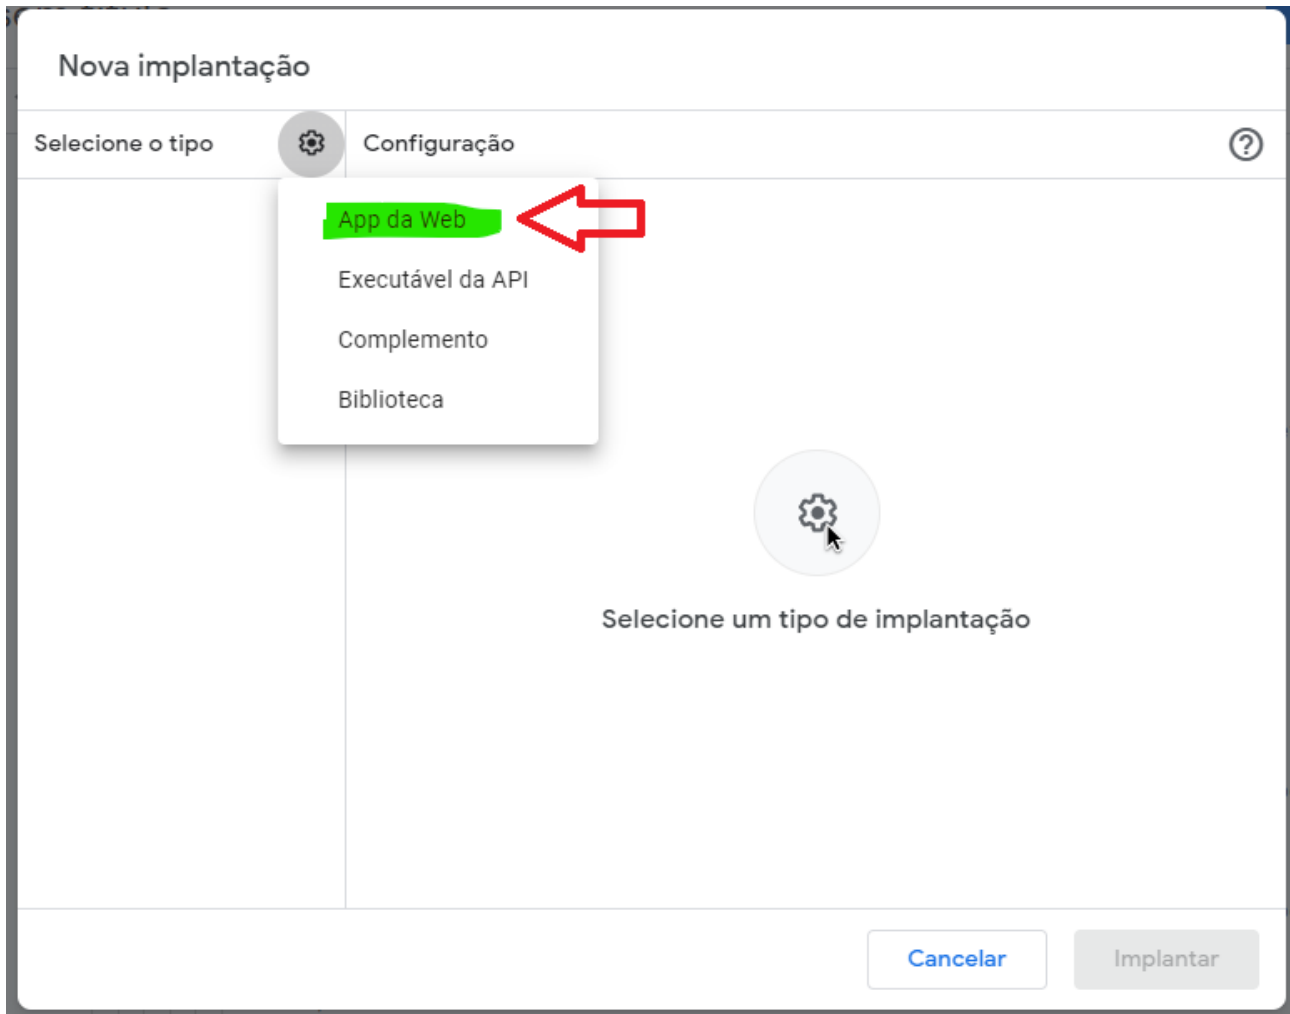 Nova implantação
Selecione o tipo
Configuração
App da Web
Executável da API
Complemento
Biblioteca
Selecione um tipo de implantação
Cancelar
Implantar